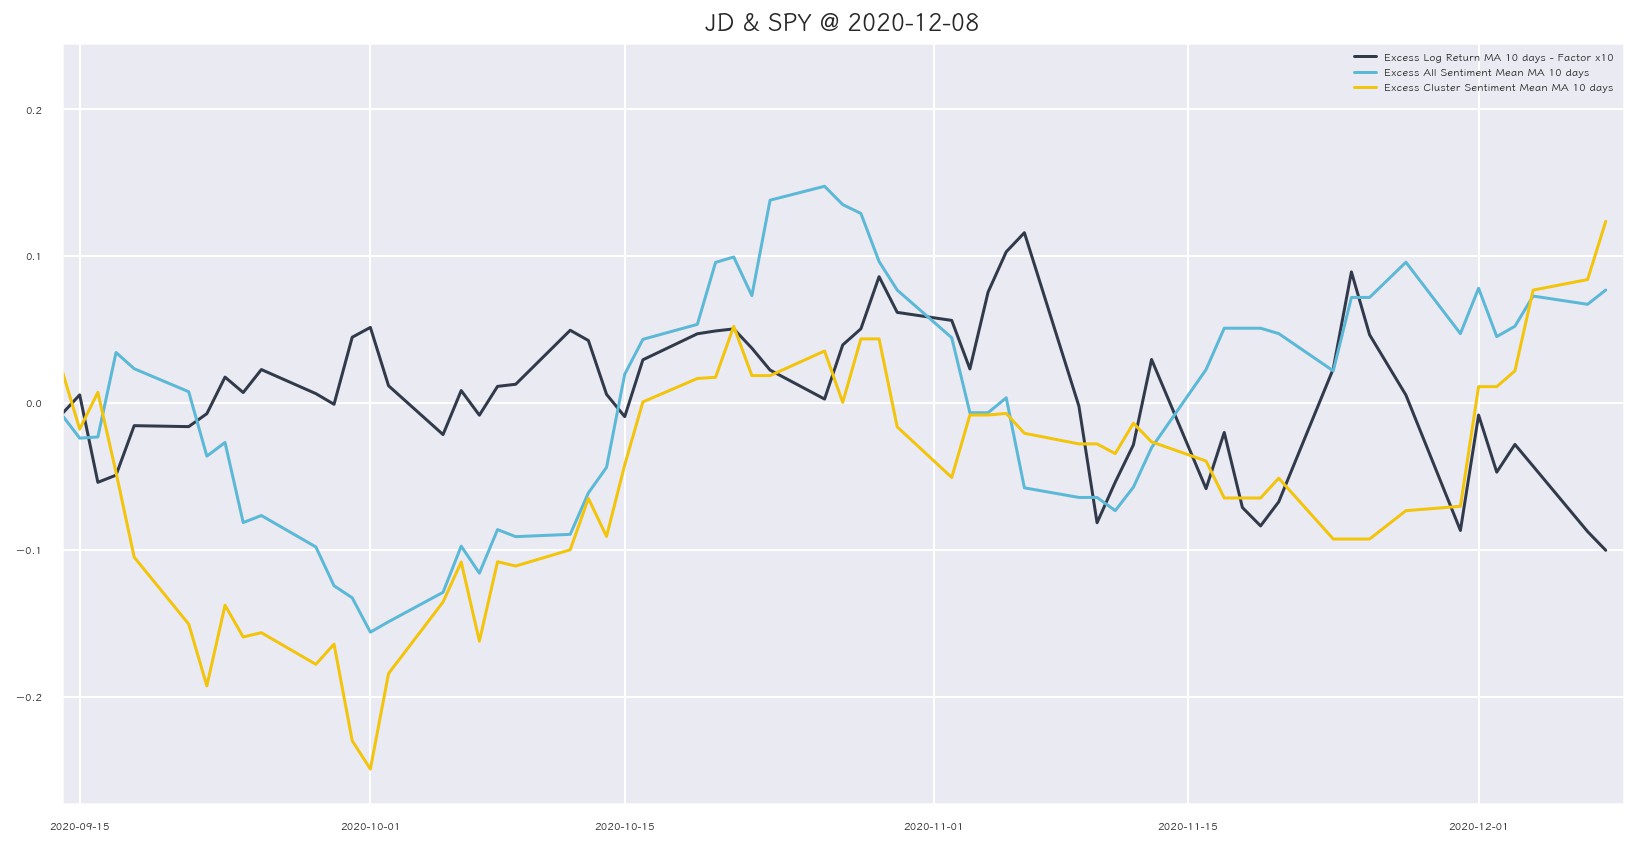 JD & SPY @ 2020-12-08
Excess Log Return MA 10 days - Factor x10
Excess All Sentiment Mean MA 10 days
Excess Cluster Sentiment Mean MA 10 days
0.2
0.1
0.0
−0.1
−0.2
2020-09-15 2020-10-01 2020-10-15 2020-11-01 2020-11-15 2020-12-01